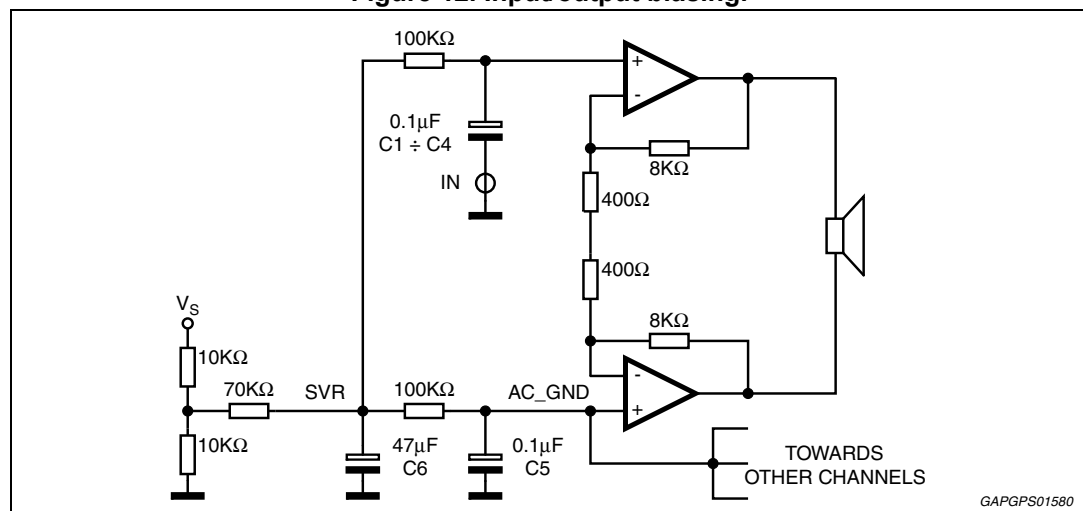 Figure 12. Input/output biasing.
100KΩ
0.1μF
C1 ÷ C4
IN
+
-
8KΩ
400Ω
400Ω
8KΩ
-
+
VS
10KΩ
70KΩ
SVR
100KΩ
AC_GND
10KΩ
47μF
C6
0.1μF
C5
TOWARDS
OTHER CHANNELS
GAPGPS01580